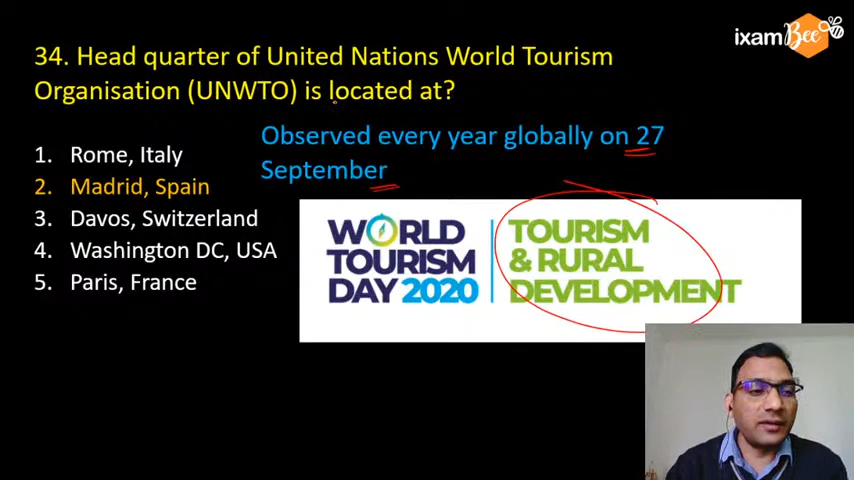 ixamBee
34. Head quarter of United Nations World Tourism
Organisation (UNWTO) is located at?
Observed every year globally on 27
September
1. Rome, Italy
2. Madrid, Spain
3. Davos, Switzerland
4. Washington DC, USA
5. Paris, France
WORLD
TOURISM
DAY 2020
TOURISM
& RURAL
DEVELOPMENT